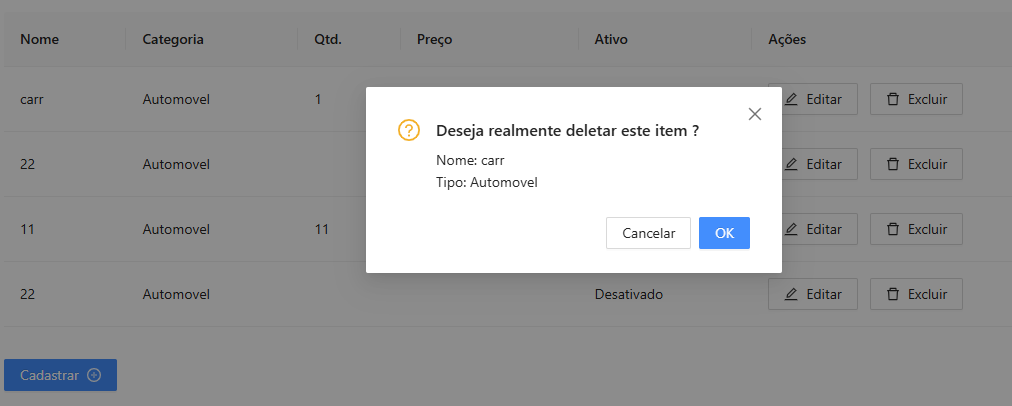 Nome Categoria Qtd. Preço Ativo Ações
carr Automovel 1 Editar Excluir
Deseja realmente deletar este item ?
Nome: carr
Tipo: Automovel
22 Automovel Editar Excluir
11 Automovel 11 Editar Excluir
Cancelar OK
22 Automovel Desativado Editar Excluir
Cadastrar